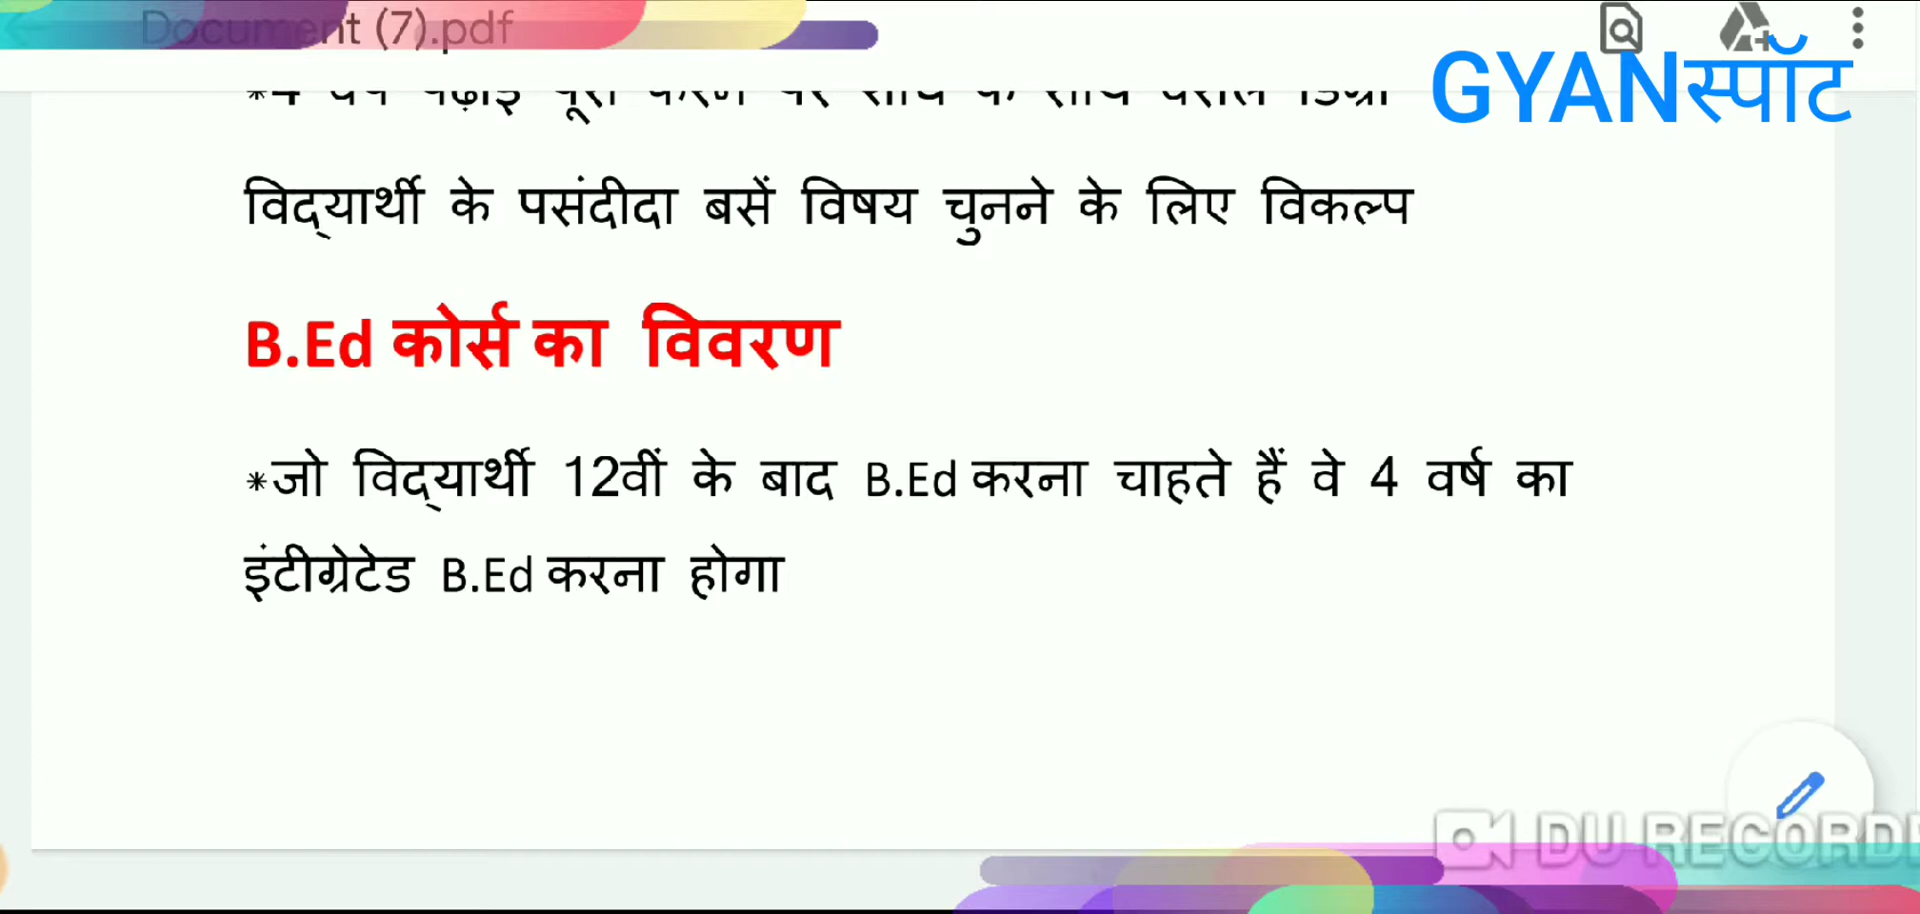 Document (7).pdf
GYANस्पॉट
विद्यार्थी के पसंदीदा बसें विषय चुनने के लिए विकल्प
B.Ed कोर्स का विवरण
*जो विद्यार्थी 12वीं के बाद B.Ed करना चाहते हैं वे 4 वर्ष का
इंटीग्रेटेड B.Ed करना होगा
DU RECORD